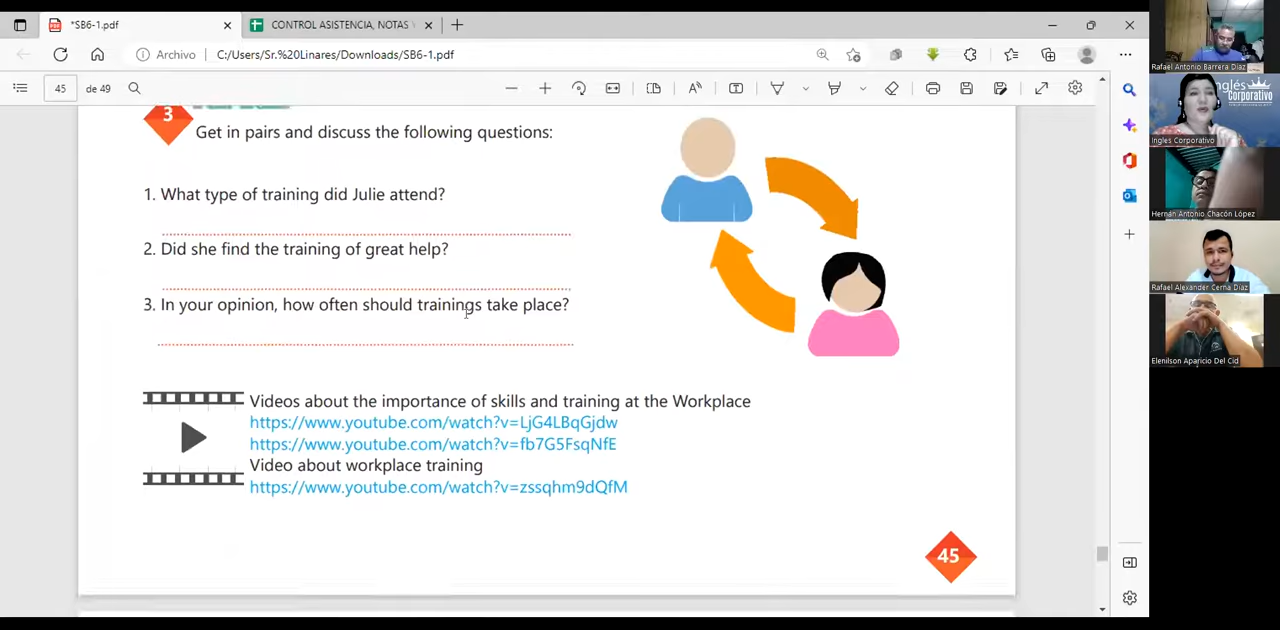 *SB6-1.pdf
CONTROL ASISTENCIA, NOTAS
Archivo
C:/Users/Sr.%20Linares/Downloads/SB6-1.pdf
45
de 49
3
Get in pairs and discuss the following questions:
1. What type of training did Julie attend?
2. Did she find the training of great help?
3. In your opinion, how often should trainings take place?
Videos about the importance of skills and training at the Workplace
https://www.youtube.com/watch?v=LjG4LBqGjdw
https://www.youtube.com/watch?v=fb7G5FsqNfE
Video about workplace training
https://www.youtube.com/watch?v=zssqhm9dQfM
45
Rafael Antonio Barrera Diaz
Inglés
Corporativo
Ingles Corporativo
Hernán Antonio Chacón López
Rafael Alexander Cerna Díaz
Elenilson Aparicio Del Cid